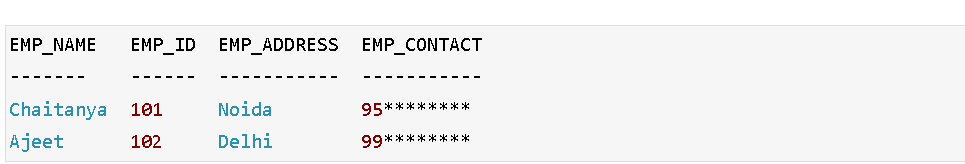 EMP_NAME EMP_ID EMP_ADDRESS EMP_CONTACT
------- ------ ----------- -----------
Chaitanya 101 Noida 95********
Ajeet 102 Delhi 99********